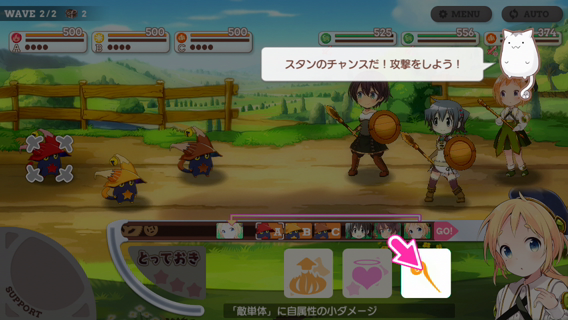 WAVE 2/2 2
MENU
AUTO
500 500 500
A B C
525 556 374
スタンのチャンスだ！攻撃をしよう！
A B C GO!
とっておき
SUPPORT
「敵単体」に自属性の小ダメージ